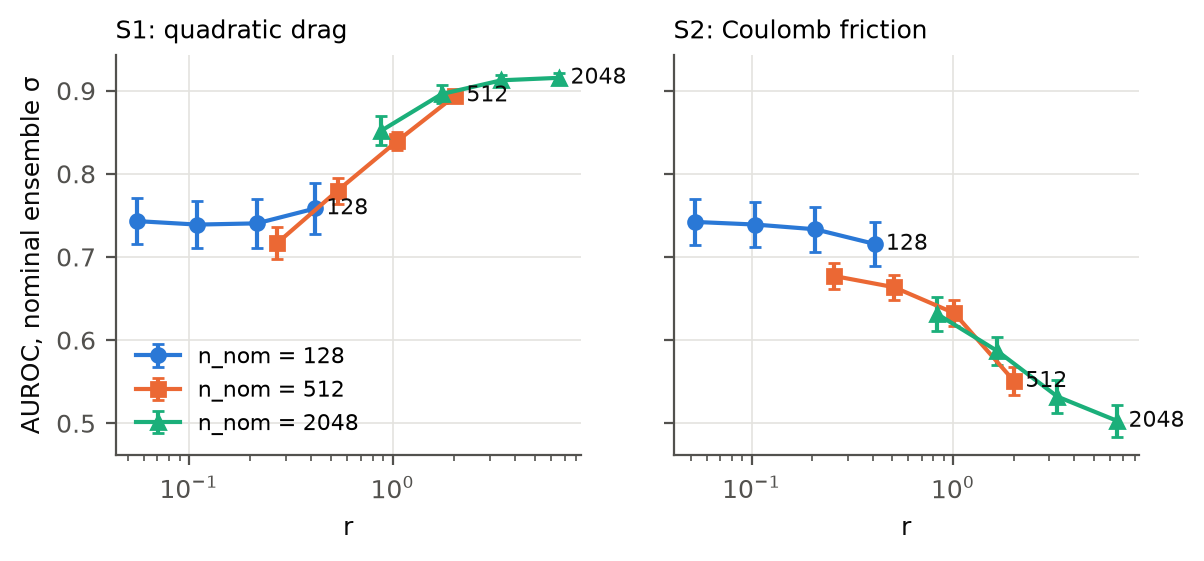 S1: quadratic drag
AUROC, nominal ensemble σ
0.9
0.8
0.7
0.6
0.5
2048
512
128
n_nom = 128
n_nom = 512
n_nom = 2048
10⁻¹
10⁰
r
S2: Coulomb friction
128
512
2048
10⁻¹
10⁰
r